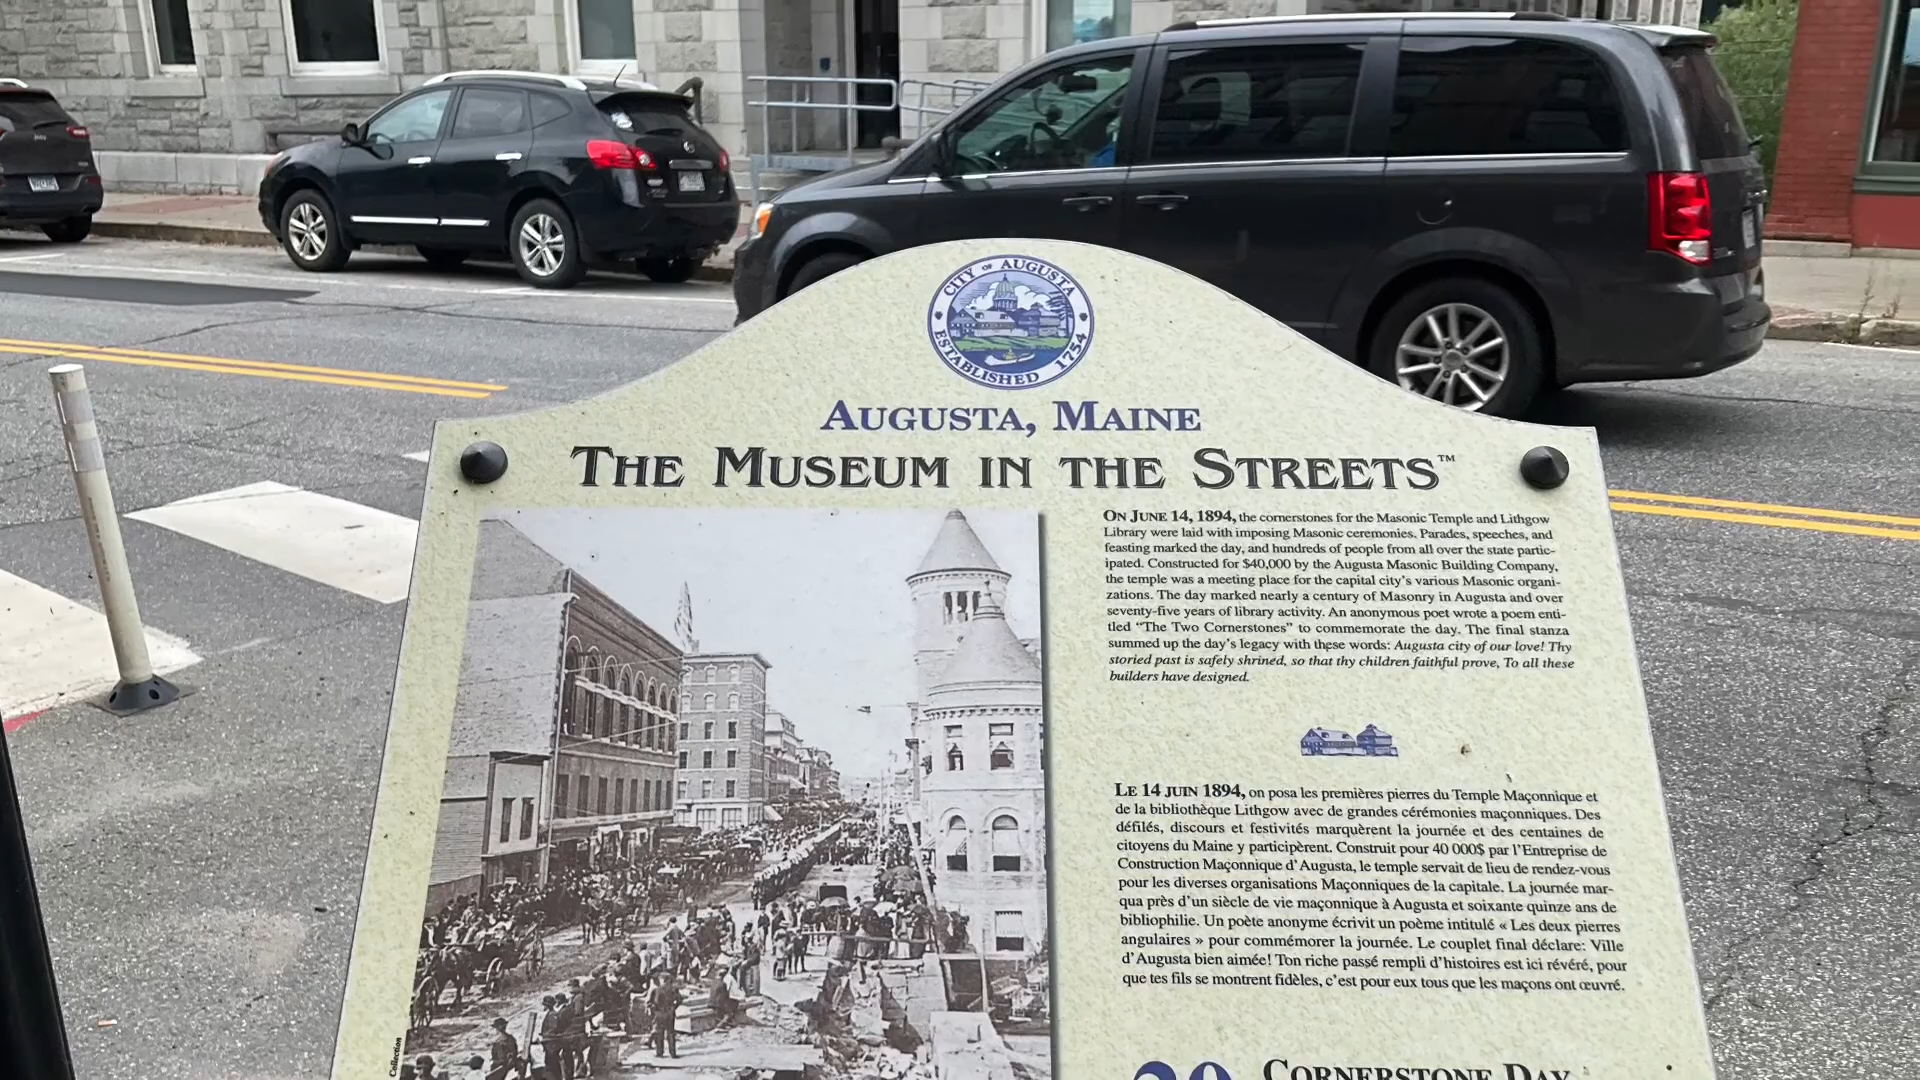 CITY OF AUGUSTA
ESTABLISHED 1754
AUGUSTA, MAINE
THE MUSEUM IN THE STREETS™
ON JUNE 14, 1894, the cornerstones for the Masonic Temple and Lithgow
Library were laid with imposing Masonic ceremonies. Parades, speeches, and
feasting marked the day, and hundreds of people from all over the state partic-
ipated. Constructed for $40,000 by the Augusta Masonic Building Company,
the temple was a meeting place for the capital city's various Masonic organi-
zations. The day marked nearly a century of Masonry in Augusta and over
seventy-five years of library activity. An anonymous poet wrote a poem enti-
tled "The Two Cornerstones" to commemorate the day. The final stanza
summed up the day's legacy with these words: Augusta city of our love! Thy
storied past is safely shrined, so that thy children faithful prove, To all these
builders have designed.
LE 14 JUIN 1894, on posa les premières pierres du Temple Maçonnique et
de la bibliothèque Lithgow avec de grandes cérémonies maçonniques. Des
défilés, discours et festivités marquèrent la journée et des centaines de
citoyens du Maine y participèrent. Construit pour 40 000$ par l'Entreprise de
Construction Maçonnique d'Augusta, le temple servait de lieu de rendez-vous
pour les diverses organisations Maçonniques de la capitale. La journée mar-
qua près d'un siècle de vie maçonnique à Augusta et soixante quinze ans de
bibliophilie. Un poète anonyme écrivit un poème intitulé « Les deux pierres
angulaires » pour commémorer la journée. Le couplet final déclare: Ville
d'Augusta bien aimée! Ton riche passé rempli d'histoires est ici révéré, pour
que tes fils se montrent fidèles, c'est pour eux tous que les maçons ont œuvré.
Collection
CORNERSTONE DAY